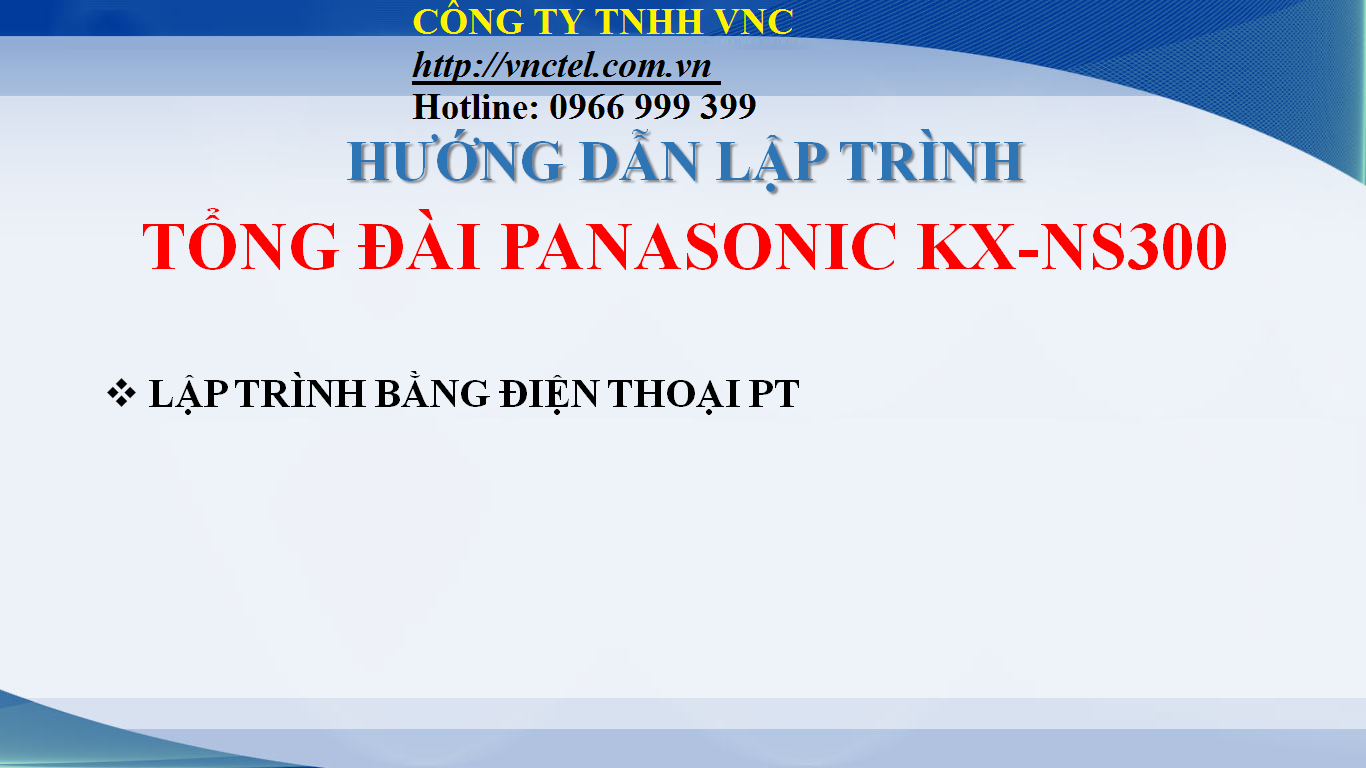 CÔNG TY TNHH VNC
http://vnctel.com.vn
Hotline: 0966 999 399
HƯỚNG DẪN LẬP TRÌNH
TỔNG ĐÀI PANASONIC KX-NS300
❖ LẬP TRÌNH BẰNG ĐIỆN THOẠI PT